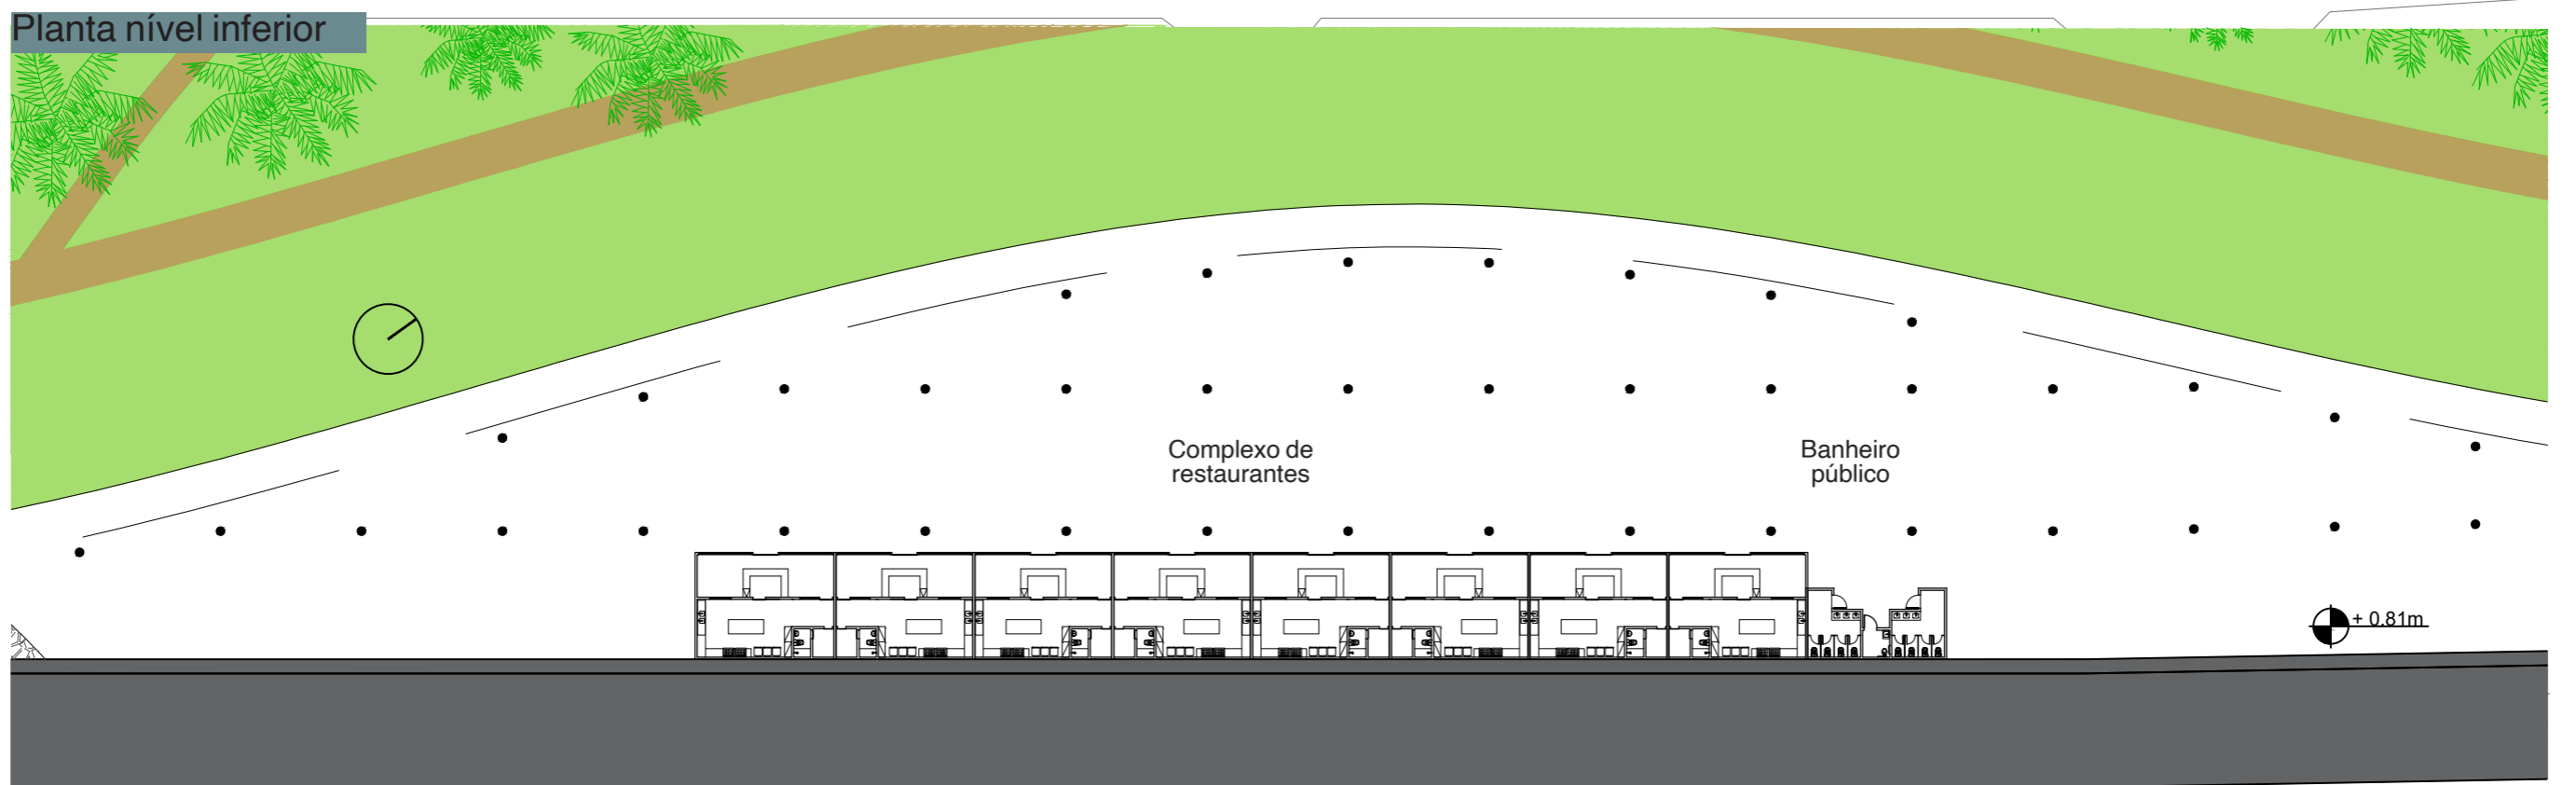 Planta nível inferior
Complexo de
restaurantes
Banheiro
público
+ 0.81m